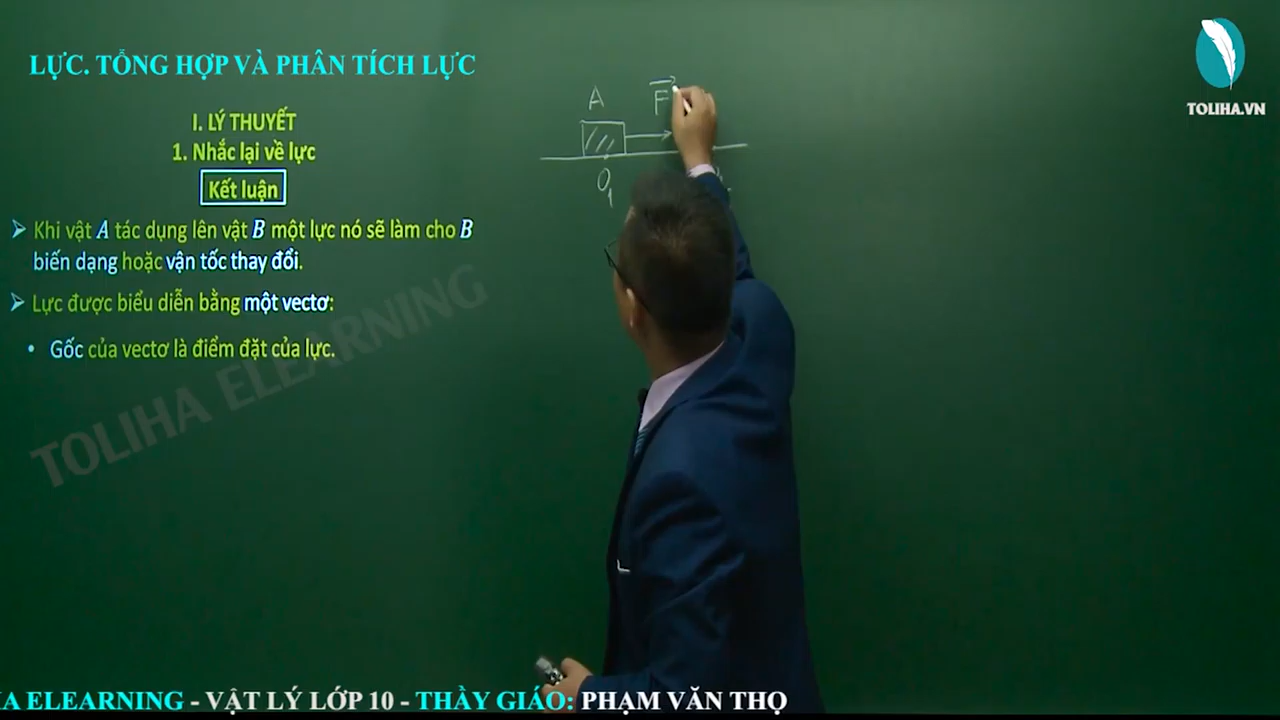 LỰC. TỔNG HỢP VÀ PHÂN TÍCH LỰC
I. LÝ THUYẾT
1. Nhắc lại về lực
Kết luận
➤ Khi vật A tác dụng lên vật B một lực nó sẽ làm cho B
biến dạng hoặc vận tốc thay đổi.
➤ Lực được biểu diễn bằng một vectơ:
• Gốc của vectơ là điểm đặt của lực.
A
F
O1
TOLIHA.VN
TOLIHA ELEARNING
HA ELEARNING - VẬT LÝ LỚP 10 - THẦY GIÁO: PHẠM VĂN THỌ